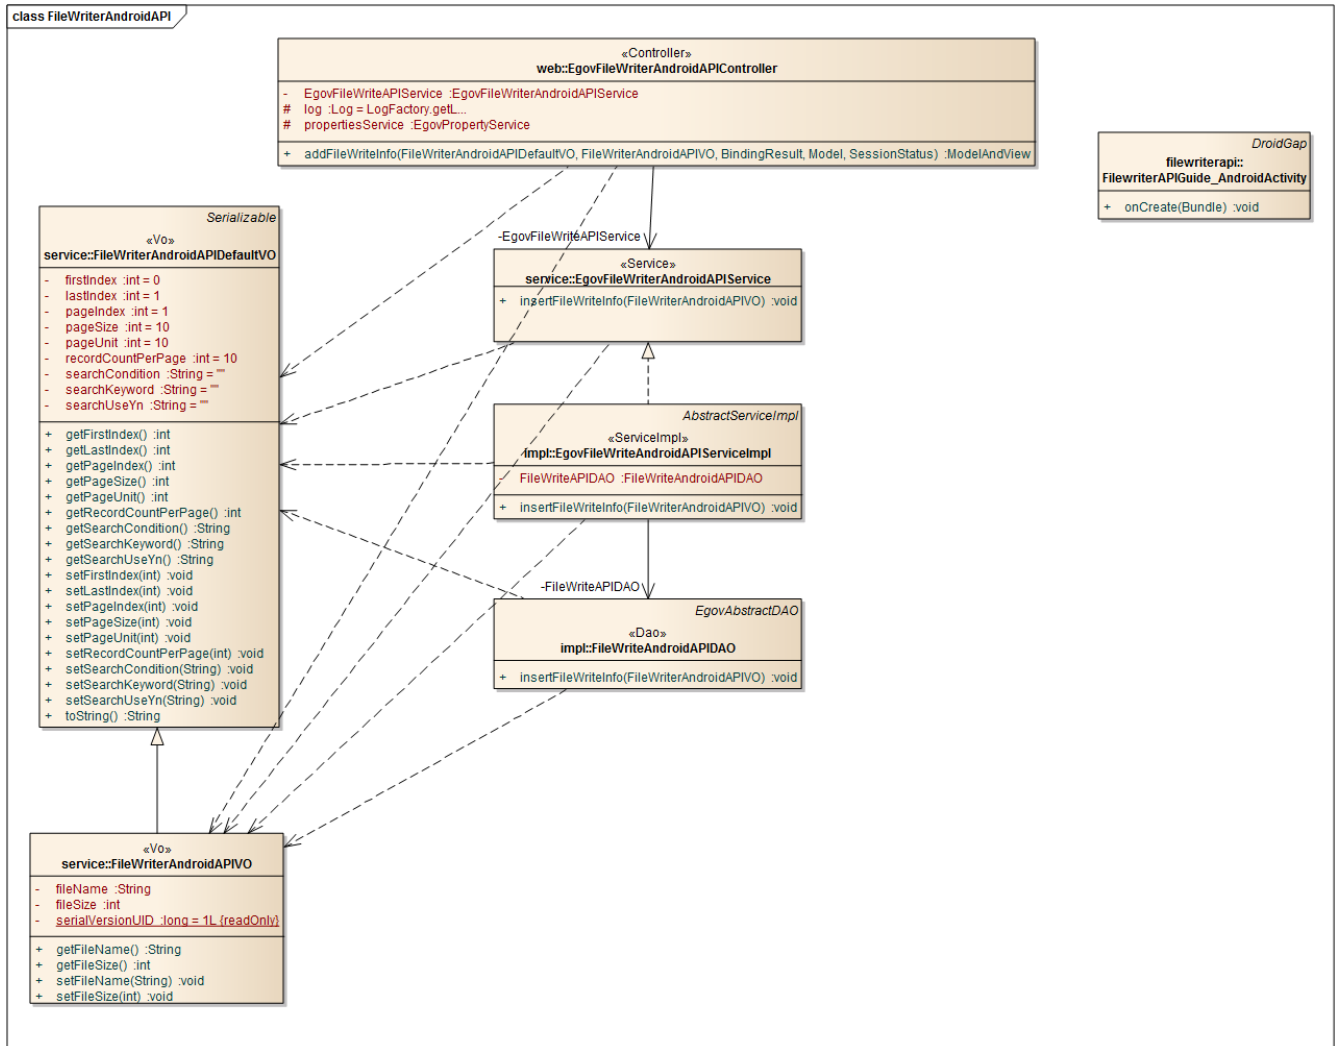 class FileWriterAndroidAPI
«Controller»
web::EgovFileWriterAndroidAPIController
- EgovFileWriteAPIService :EgovFileWriterAndroidAPIService
# log :Log = LogFactory.getL...
# propertiesService :EgovPropertyService
+ addFileWriteInfo(FileWriterAndroidAPIDefaultVO, FileWriterAndroidAPIVO, BindingResult, Model, SessionStatus) :ModelAndView
DroidGap
filewriterapi::
FilewriterAPIGuide_AndroidActivity
+ onCreate(Bundle) :void
Serializable
«Vo»
service::FileWriterAndroidAPIDefaultVO
- firstIndex :int = 0
- lastIndex :int = 1
- pageIndex :int = 1
- pageSize :int = 10
- pageUnit :int = 10
- recordCountPerPage :int = 10
- searchCondition :String = ""
- searchKeyword :String = ""
- searchUseYn :String = ""
+ getFirstIndex() :int
+ getLastIndex() :int
+ getPageIndex() :int
+ getPageSize() :int
+ getPageUnit() :int
+ getRecordCountPerPage() :int
+ getSearchCondition() :String
+ getSearchKeyword() :String
+ getSearchUseYn() :String
+ setFirstIndex(int) :void
+ setLastIndex(int) :void
+ setPageIndex(int) :void
+ setPageSize(int) :void
+ setPageUnit(int) :void
+ setRecordCountPerPage(int) :void
+ setSearchCondition(String) :void
+ setSearchKeyword(String) :void
+ setSearchUseYn(String) :void
+ toString() :String
-EgovFileWriteAPIService
«Service»
service::EgovFileWriterAndroidAPIService
+ insertFileWriteInfo(FileWriterAndroidAPIVO) :void
AbstractServiceImpl
«ServiceImpl»
impl::EgovFileWriteAndroidAPIServiceImpl
- FileWriteAPIDAO :FileWriteAndroidAPIDAO
+ insertFileWriteInfo(FileWriterAndroidAPIVO) :void
-FileWriteAPIDAO
EgovAbstractDAO
«Dao»
impl::FileWriteAndroidAPIDAO
+ insertFileWriteInfo(FileWriterAndroidAPIVO) :void
«Vo»
service::FileWriterAndroidAPIVO
- fileName :String
- fileSize :int
- serialVersionUID :long = 1L {readOnly}
+ getFileName() :String
+ getFileSize() :int
+ setFileName(String) :void
+ setFileSize(int) :void